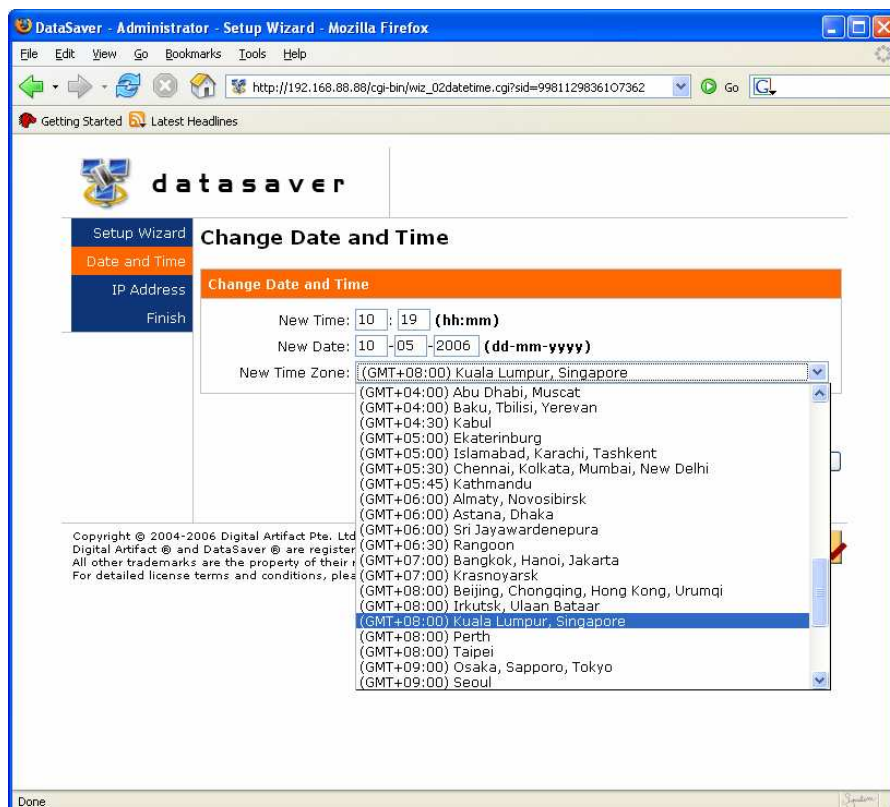 DataSaver - Administrator - Setup Wizard - Mozilla Firefox
File Edit View Go Bookmarks Tools Help
http://192.168.88.88/cgi-bin/wiz_02datetime.cgi?sid=99811298361O7362 Go G
Getting Started Latest Headlines
datasaver
Setup Wizard
Date and Time
IP Address
Finish
Change Date and Time
Change Date and Time
New Time: 10 : 19 (hh:mm)
New Date: 10 -05 -2006 (dd-mm-yyyy)
New Time Zone: (GMT+08:00) Kuala Lumpur, Singapore
(GMT+04:00) Abu Dhabi, Muscat
(GMT+04:00) Baku, Tbilisi, Yerevan
(GMT+04:30) Kabul
(GMT+05:00) Ekaterinburg
(GMT+05:00) Islamabad, Karachi, Tashkent
(GMT+05:30) Chennai, Kolkata, Mumbai, New Delhi
(GMT+05:45) Kathmandu
(GMT+06:00) Almaty, Novosibirsk
(GMT+06:00) Astana, Dhaka
(GMT+06:00) Sri Jayawardenepura
(GMT+06:30) Rangoon
(GMT+07:00) Bangkok, Hanoi, Jakarta
(GMT+07:00) Krasnoyarsk
(GMT+08:00) Beijing, Chongqing, Hong Kong, Urumqi
(GMT+08:00) Irkutsk, Ulaan Bataar
(GMT+08:00) Kuala Lumpur, Singapore
(GMT+08:00) Perth
(GMT+08:00) Taipei
(GMT+09:00) Osaka, Sapporo, Tokyo
(GMT+09:00) Seoul
Copyright © 2004-2006 Digital Artifact Pte. Ltd
Digital Artifact ® and DataSaver ® are register
All other trademarks are the property of their r
For detailed license terms and conditions, plea
Done